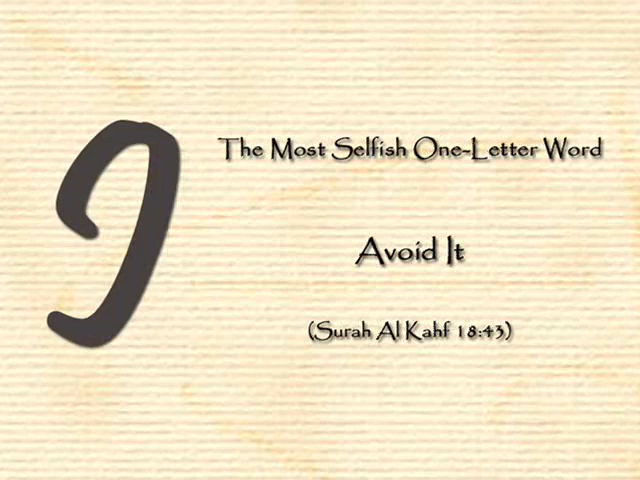 I
The Most Selfish One-Letter Word
Avoid It
(Surah Al Kahf 18:43)